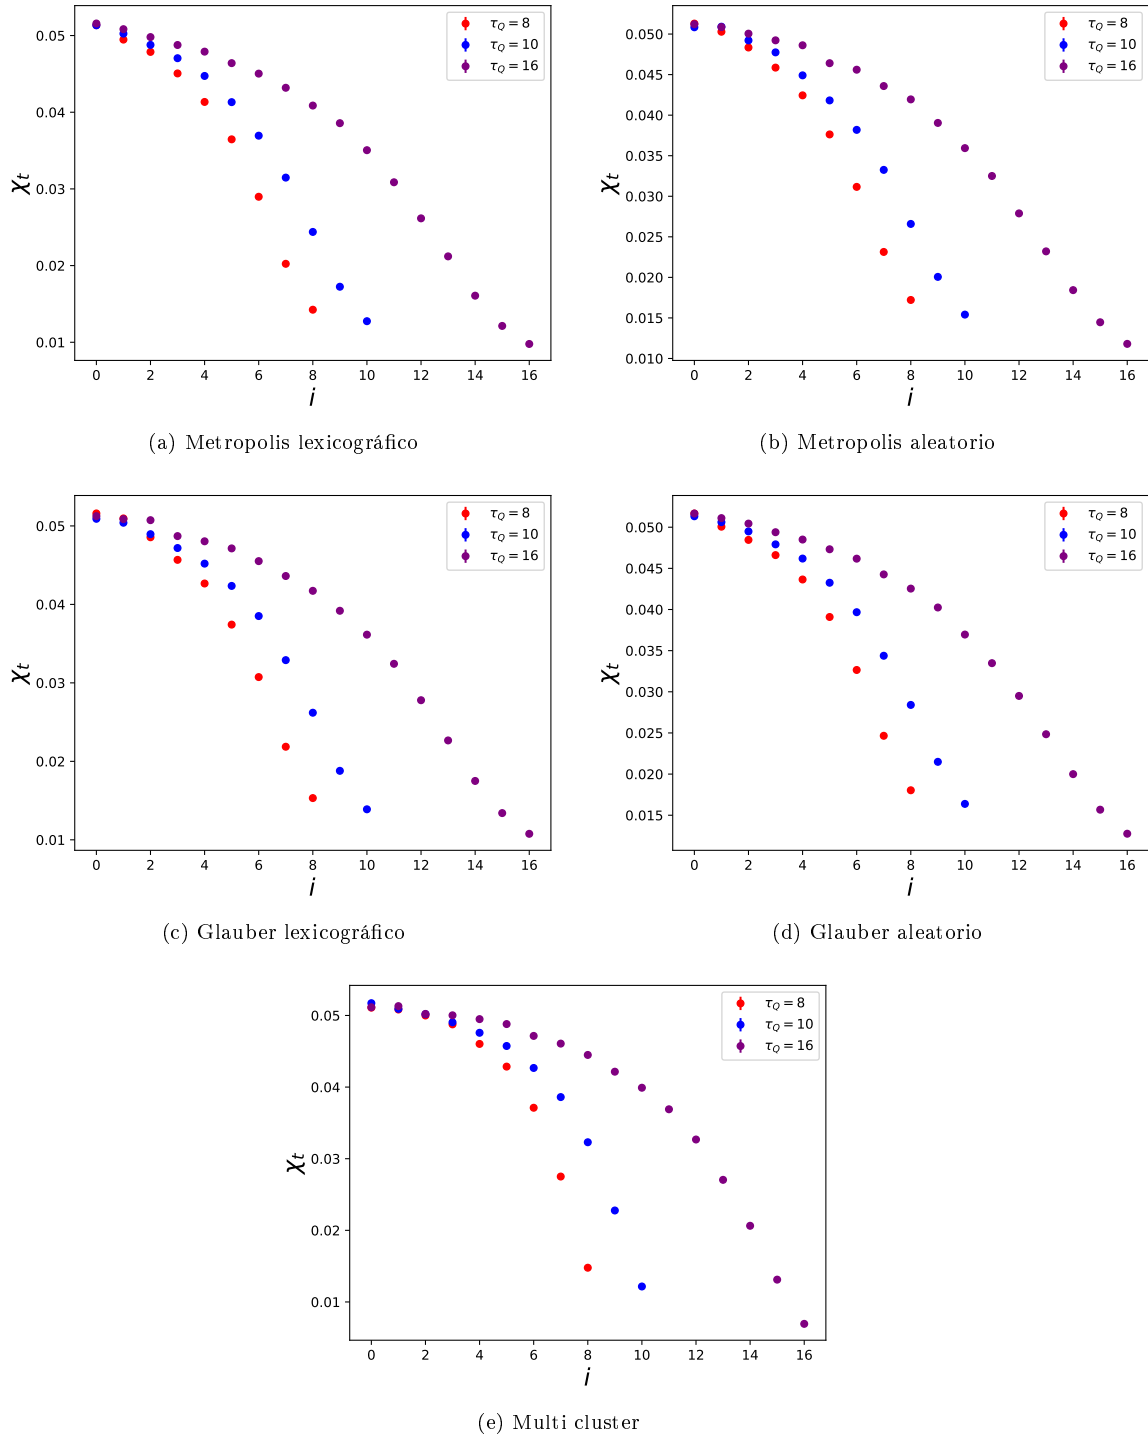 τQ = 8
τQ = 10
τQ = 16
0.05
0.04
0.03
0.02
0.01
χt
0 2 4 6 8 10 12 14 16
i
(a) Metropolis lexicográfico
τQ = 8
τQ = 10
τQ = 16
0.050
0.045
0.040
0.035
0.030
0.025
0.020
0.015
0.010
χt
0 2 4 6 8 10 12 14 16
i
(b) Metropolis aleatorio
τQ = 8
τQ = 10
τQ = 16
0.05
0.04
0.03
0.02
0.01
χt
0 2 4 6 8 10 12 14 16
i
(c) Glauber lexicográfico
τQ = 8
τQ = 10
τQ = 16
0.050
0.045
0.040
0.035
0.030
0.025
0.020
0.015
χt
0 2 4 6 8 10 12 14 16
i
(d) Glauber aleatorio
τQ = 8
τQ = 10
τQ = 16
0.05
0.04
0.03
0.02
0.01
χt
0 2 4 6 8 10 12 14 16
i
(e) Multi cluster